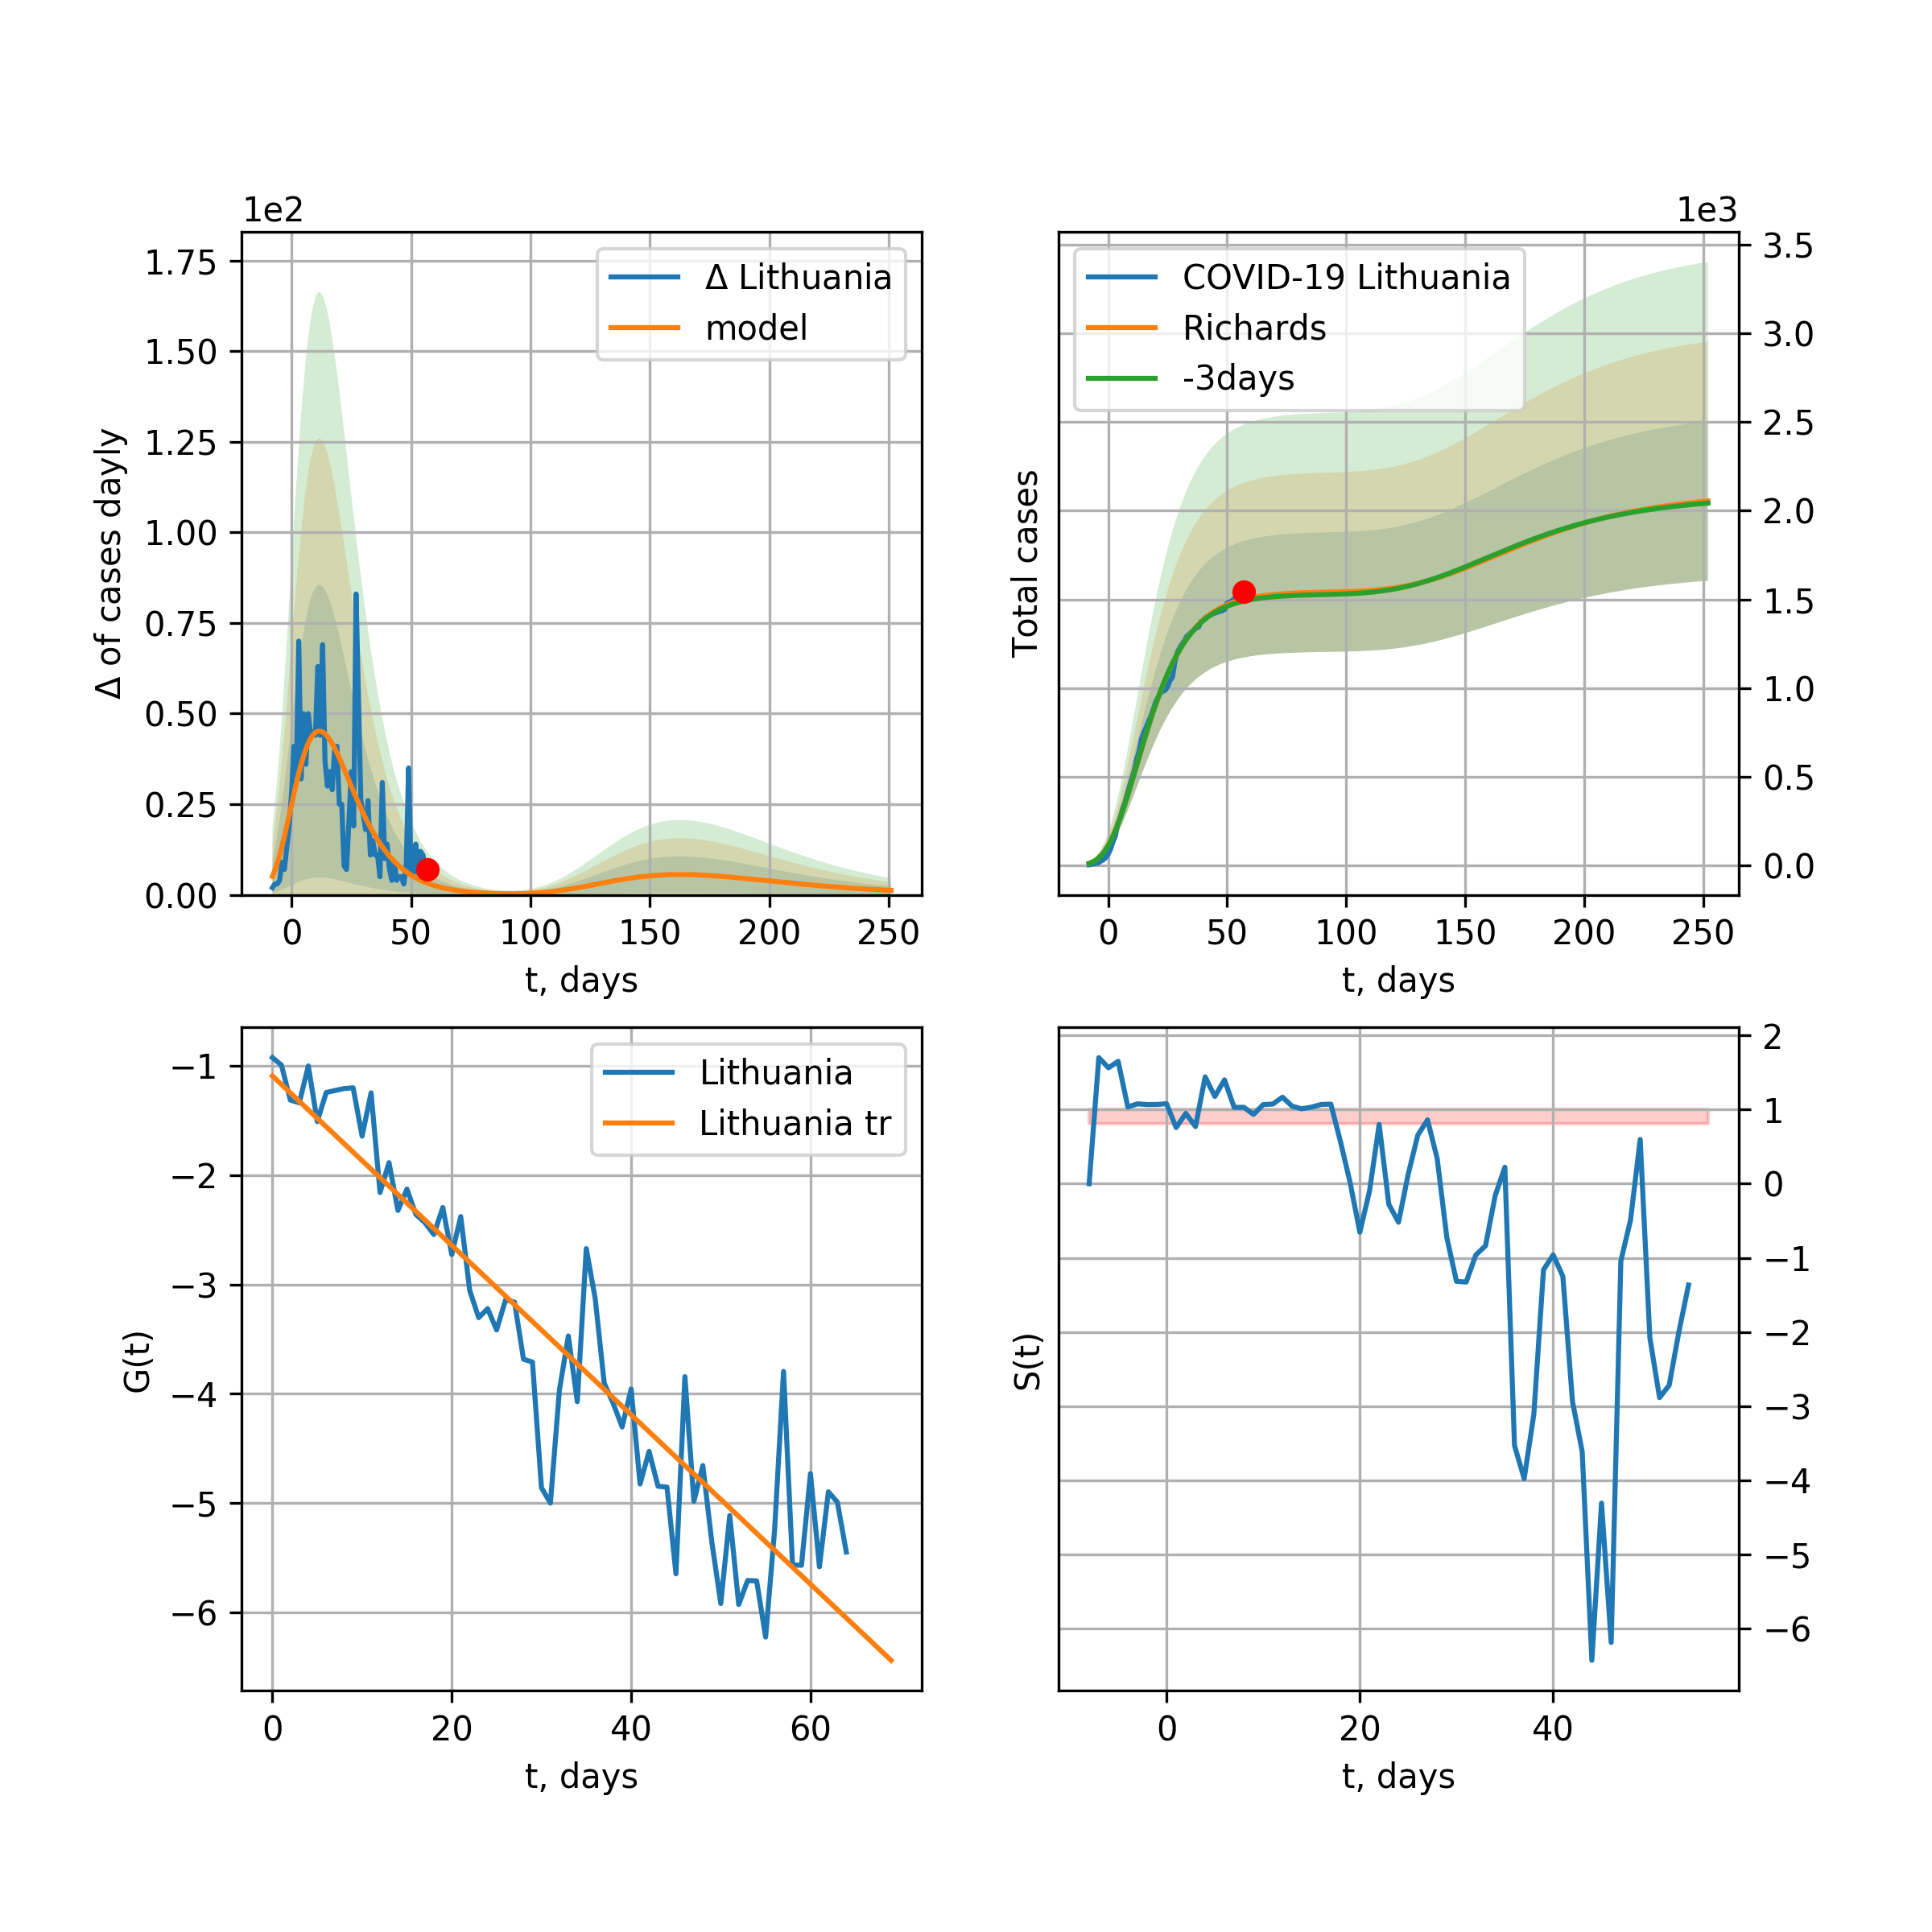 1e2
1.75
1.50
1.25
1.00
0.75
0.50
0.25
0.00
Δ of cases dayly
Δ Lithuania
model
0 50 100 150 200 250
t, days
1e3
3.5
3.0
2.5
2.0
1.5
1.0
0.5
0.0
Total cases
COVID-19 Lithuania
Richards
-3days
0 50 100 150 200 250
t, days
−1
−2
−3
−4
−5
−6
G(t)
Lithuania
Lithuania tr
0 20 40 60
t, days
2
1
0
−1
−2
−3
−4
−5
−6
S(t)
0 20 40
t, days